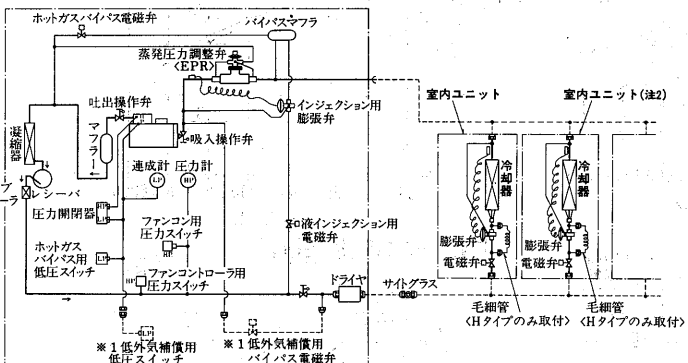 ホットガスバイパス電磁弁
バイパスマフラ
蒸発圧力調整弁
<EPR>
吐出操作弁
インジェクション用
膨張弁
吸入操作弁
凝縮器
マフラー
連成計
圧力計
LP
HP
レシーバ
HP
LP
圧力開閉器
ファンコン用
圧力スイッチ
HP
液インジェクション用
電磁弁
ホットガス
バイパス用
低圧スイッチ
LP
HP
ファンコントローラ用
圧力スイッチ
ドライヤ
サイトグラス
※1低外気補償用
低圧スイッチ
※1低外気補償用
バイパス電磁弁
室内ユニット
室内ユニット(注2)
冷却器
冷却器
膨張弁
電磁弁
膨張弁
電磁弁
毛細管
<Hタイプのみ取付>
毛細管
<Hタイプのみ取付>